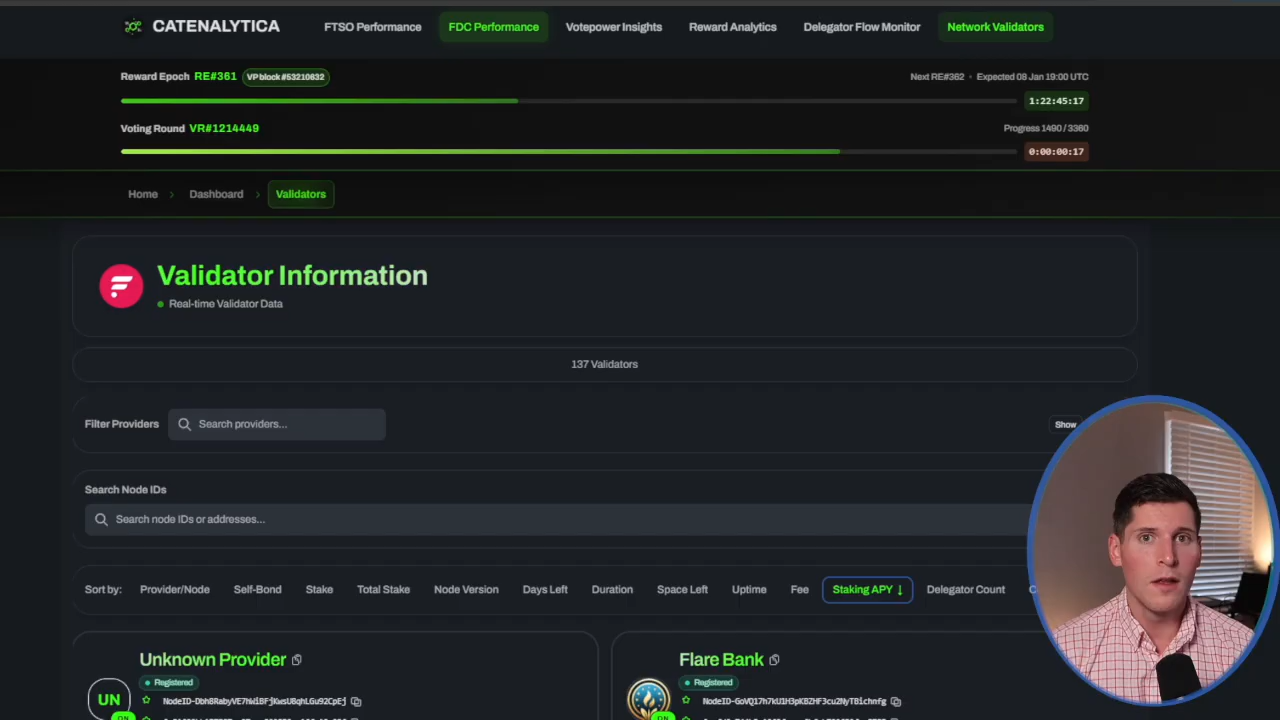 CATENALYTICA
FTSO Performance
FDC Performance
Votepower Insights
Reward Analytics
Delegator Flow Monitor
Network Validators
Reward Epoch RE#361 VP block #53210632
Next RE#362 • Expected 08 Jan 19:00 UTC
1:22:45:17
Voting Round VR#1214449
Progress 1490 / 3360
0:00:00:17
Home > Dashboard > Validators
Validator Information
Real-time Validator Data
137 Validators
Filter Providers
Search providers...
Show
Search Node IDs
Search node IDs or addresses...
Sort by: Provider/Node Self-Bond Stake Total Stake Node Version Days Left Duration Space Left Uptime Fee Staking APY ↓ Delegator Count
Unknown Provider
Registered
UN
Flare Bank
Registered